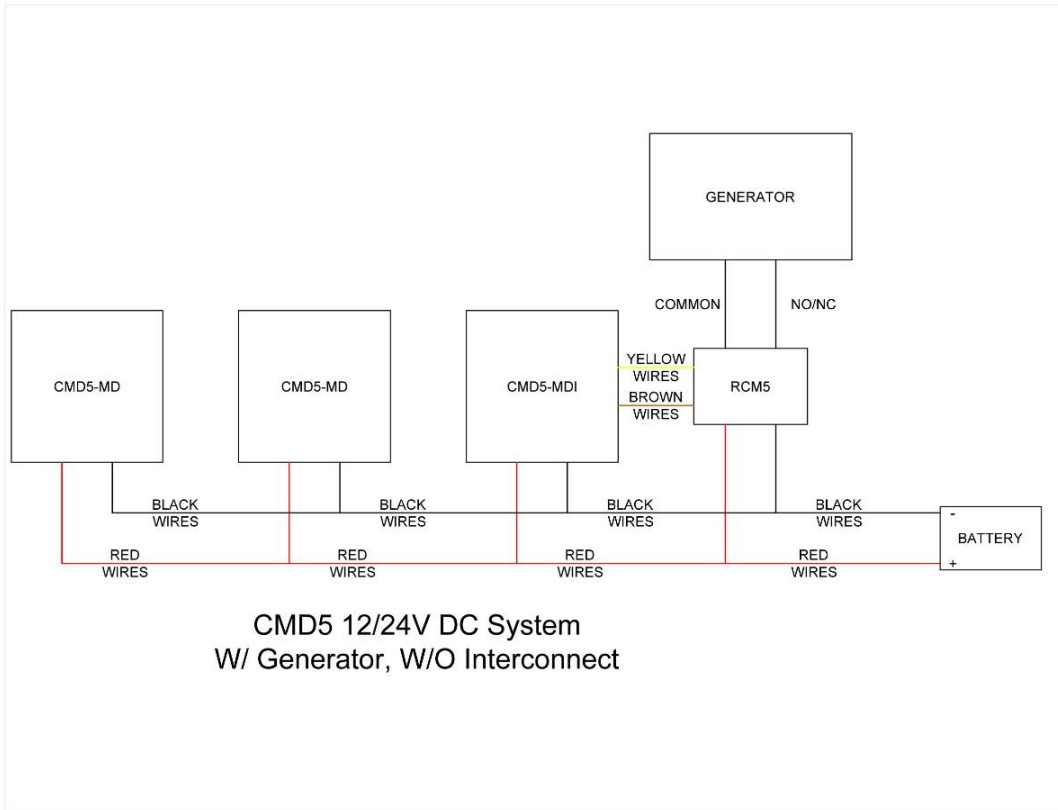 GENERATOR
COMMON
NO/NC
CMD5-MD
CMD5-MD
CMD5-MDI
YELLOW
WIRES
BROWN
WIRES
RCM5
BLACK
WIRES
BLACK
WIRES
BLACK
WIRES
BLACK
WIRES
-
BATTERY
+
RED
WIRES
RED
WIRES
RED
WIRES
RED
WIRES
CMD5 12/24V DC System
W/ Generator, W/O Interconnect